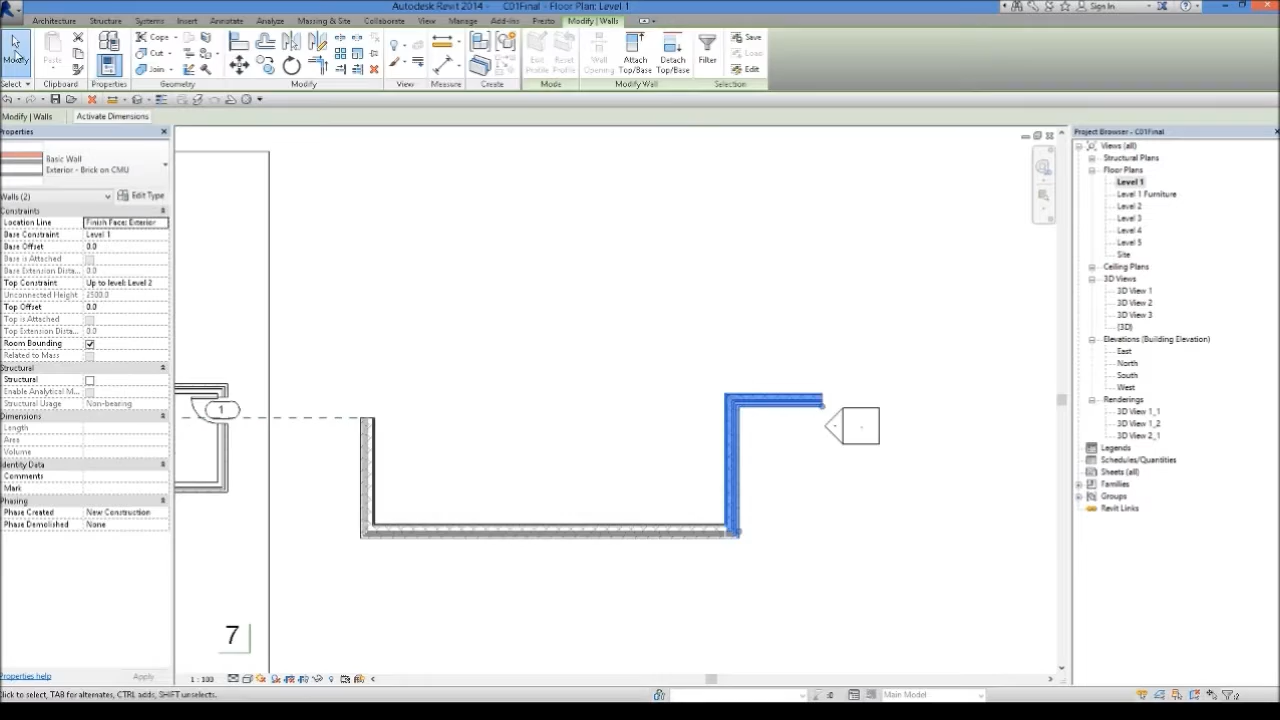 Autodesk Revit 2014 - C01Final - Floor Plan: Level 1
Sign In
Architecture Structure Systems Insert Annotate Analyze Massing & Site Collaborate View Manage Add-Ins Presto Modify | Walls
Modify
Paste
Cope
Cut
Join
Wall Opening
Edit Profile
Reset Profile
Attach Top/Base
Detach Top/Base
Filter
Save
Load
Edit
Select Clipboard Properties Geometry Modify View Measure Create Mode Modify Wall Selection
Modify | Walls Activate Dimensions
Properties
Basic Wall
Exterior - Brick on CMU
Walls (2) Edit Type
Constraints
Location Line Finish Face: Exterior
Base Constraint Level 1
Base Offset 0.0
Base is Attached
Base Extension Dista... 0.0
Top Constraint Up to level: Level 2
Unconnected Height 2500.0
Top Offset 0.0
Top is Attached
Top Extension Dista... 0.0
Room Bounding
Related to Mass
Structural
Structural
Enable Analytical M...
Structural Usage Non-bearing
Dimensions
Length
Area
Volume
Identity Data
Comments
Mark
Phasing
Phase Created New Construction
Phase Demolished None
Properties help Apply
1
7
1 : 100
Project Browser - C01Final
Views (all)
Structural Plans
Floor Plans
Level 1
Level 1 Furniture
Level 2
Level 3
Level 4
Level 5
Site
Ceiling Plans
3D Views
3D View 1
3D View 2
3D View 3
{3D}
Elevations (Building Elevation)
East
North
South
West
Renderings
3D View 1_1
3D View 1_2
3D View 2_1
Legends
Schedules/Quantities
Sheets (all)
Families
Groups
Revit Links
Click to select, TAB for alternates, CTRL adds, SHIFT unselects.
:0
Main Model
:2